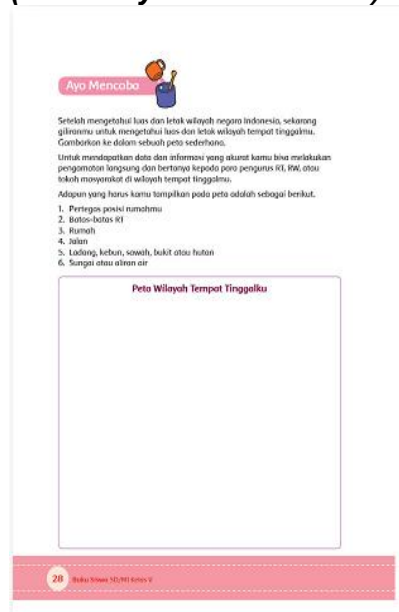 Ayo Mencoba
Setelah mengetahui luas dan letak wilayah negara Indonesia, sekarang
giliranmu untuk mengetahui luas dan letak wilayah tempat tinggalmu.
Gambarkan ke dalam sebuah peta sederhana.
Untuk mendapatkan data dan informasi yang akurat kamu bisa melakukan
pengamatan langsung dan bertanya kepada para pengurus RT, RW, atau
tokoh masyarakat di wilayah tempat tinggalmu.
Adapun yang harus kamu tampilkan pada peta adalah sebagai berikut.
1. Pertegas posisi rumahmu
2. Batas-batas RT
3. Rumah
4. Jalan
5. Ladang, kebun, sawah, bukit atau hutan
6. Sungai atau aliran air
Peta Wilayah Tempat Tinggalku
28 Buku Siswa SD/MI Kelas V